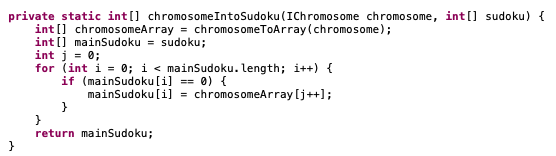 private static int[] chromosomeIntoSudoku(IChromosome chromosome, int[] sudoku) {
    int[] chromosomeArray = chromosomeToArray(chromosome);
    int[] mainSudoku = sudoku;
    int j = 0;
    for (int i = 0; i < mainSudoku.length; i++) {
        if (mainSudoku[i] == 0) {
            mainSudoku[i] = chromosomeArray[j++];
        }
    }
    return mainSudoku;
}